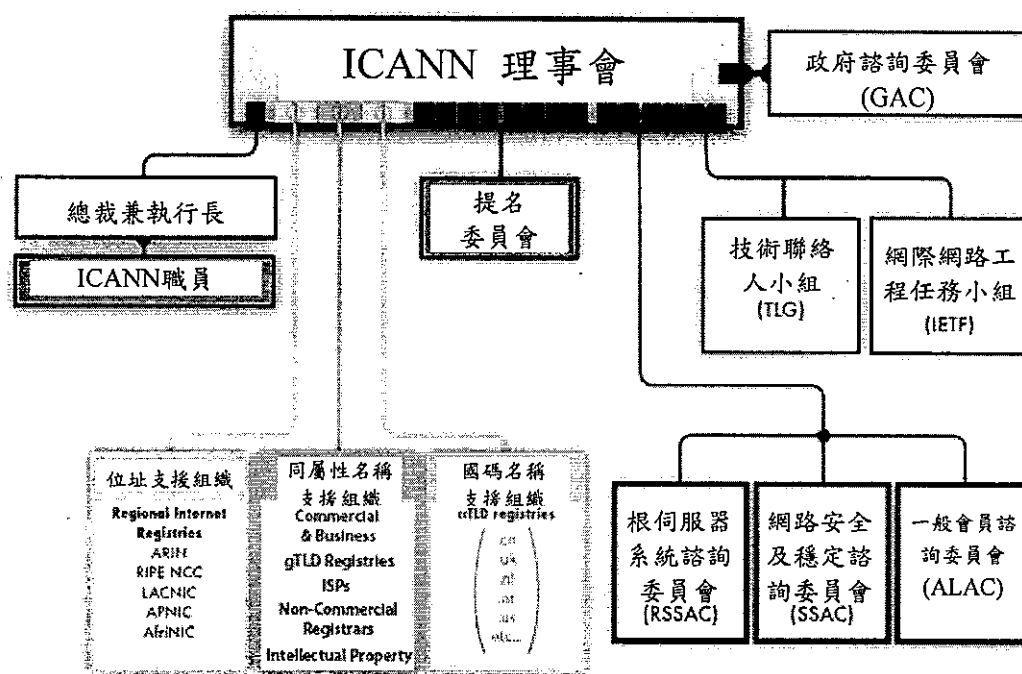 ICANN 理事會
政府諮詢委員會
(GAC)
總裁兼執行長
ICANN職員
提名
委員會
技術聯絡
人小組
(TLG)
網際網路工
程任務小組
(IETF)
位址支援組織
Regional Internet
Registries
ARIN
RIPE NCC
LACNIC
APNIC
AfriNIC
同屬性名稱
支援組織
Commercial
& Business
gTLD Registries
ISPs
Non-Commercial
Registrars
Intellectual Property
國碼名稱
支援組織
ccTLD registries
.uk
etc...
根伺服器
系統諮詢
委員會
(RSSAC)
網路安全
及穩定諮
詢委員會
(SSAC)
一般會員諮
詢委員會
(ALAC)